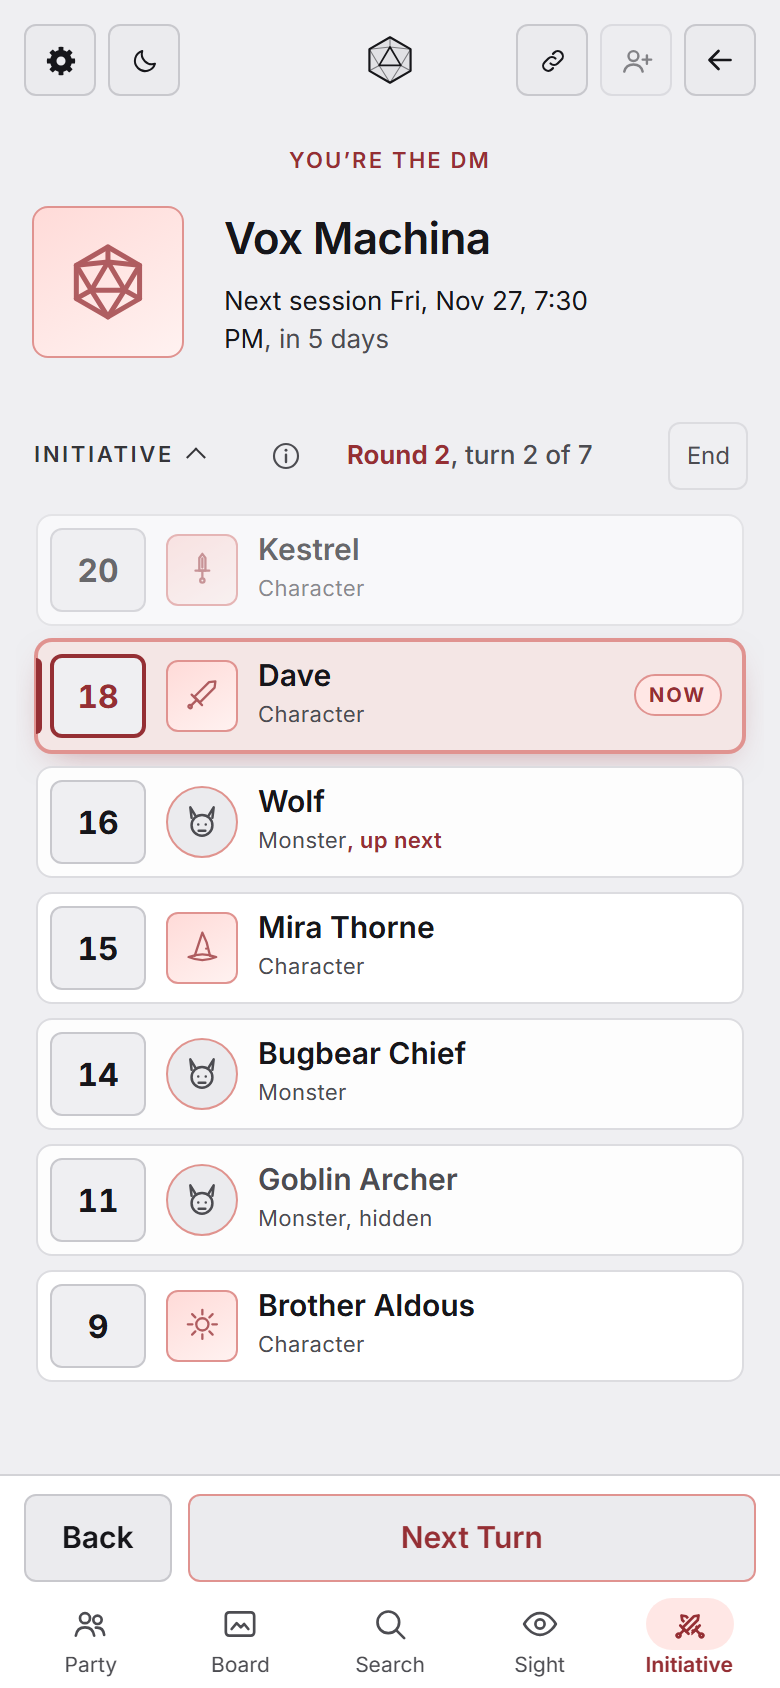 YOU’RE THE DM
Vox Machina
Next session Fri, Nov 27, 7:30
PM, in 5 days
INITIATIVE
Round 2, turn 2 of 7
End
20
Kestrel
Character
18
Dave
Character
NOW
16
Wolf
Monster, up next
15
Mira Thorne
Character
14
Bugbear Chief
Monster
11
Goblin Archer
Monster, hidden
9
Brother Aldous
Character
Back
Next Turn
Party
Board
Search
Sight
Initiative